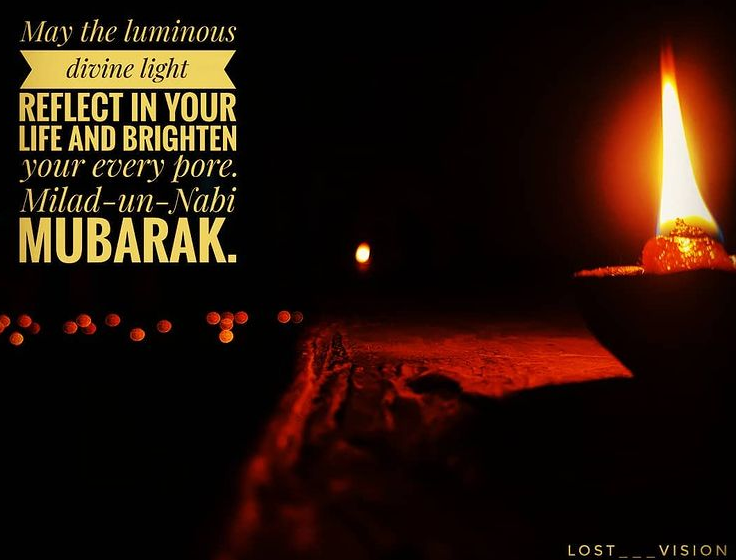 May the luminous
divine light
REFLECT IN YOUR
LIFE AND BRIGHTEN
your every pore.
Milad-un-Nabi
MUBARAK.
LOST___VISION